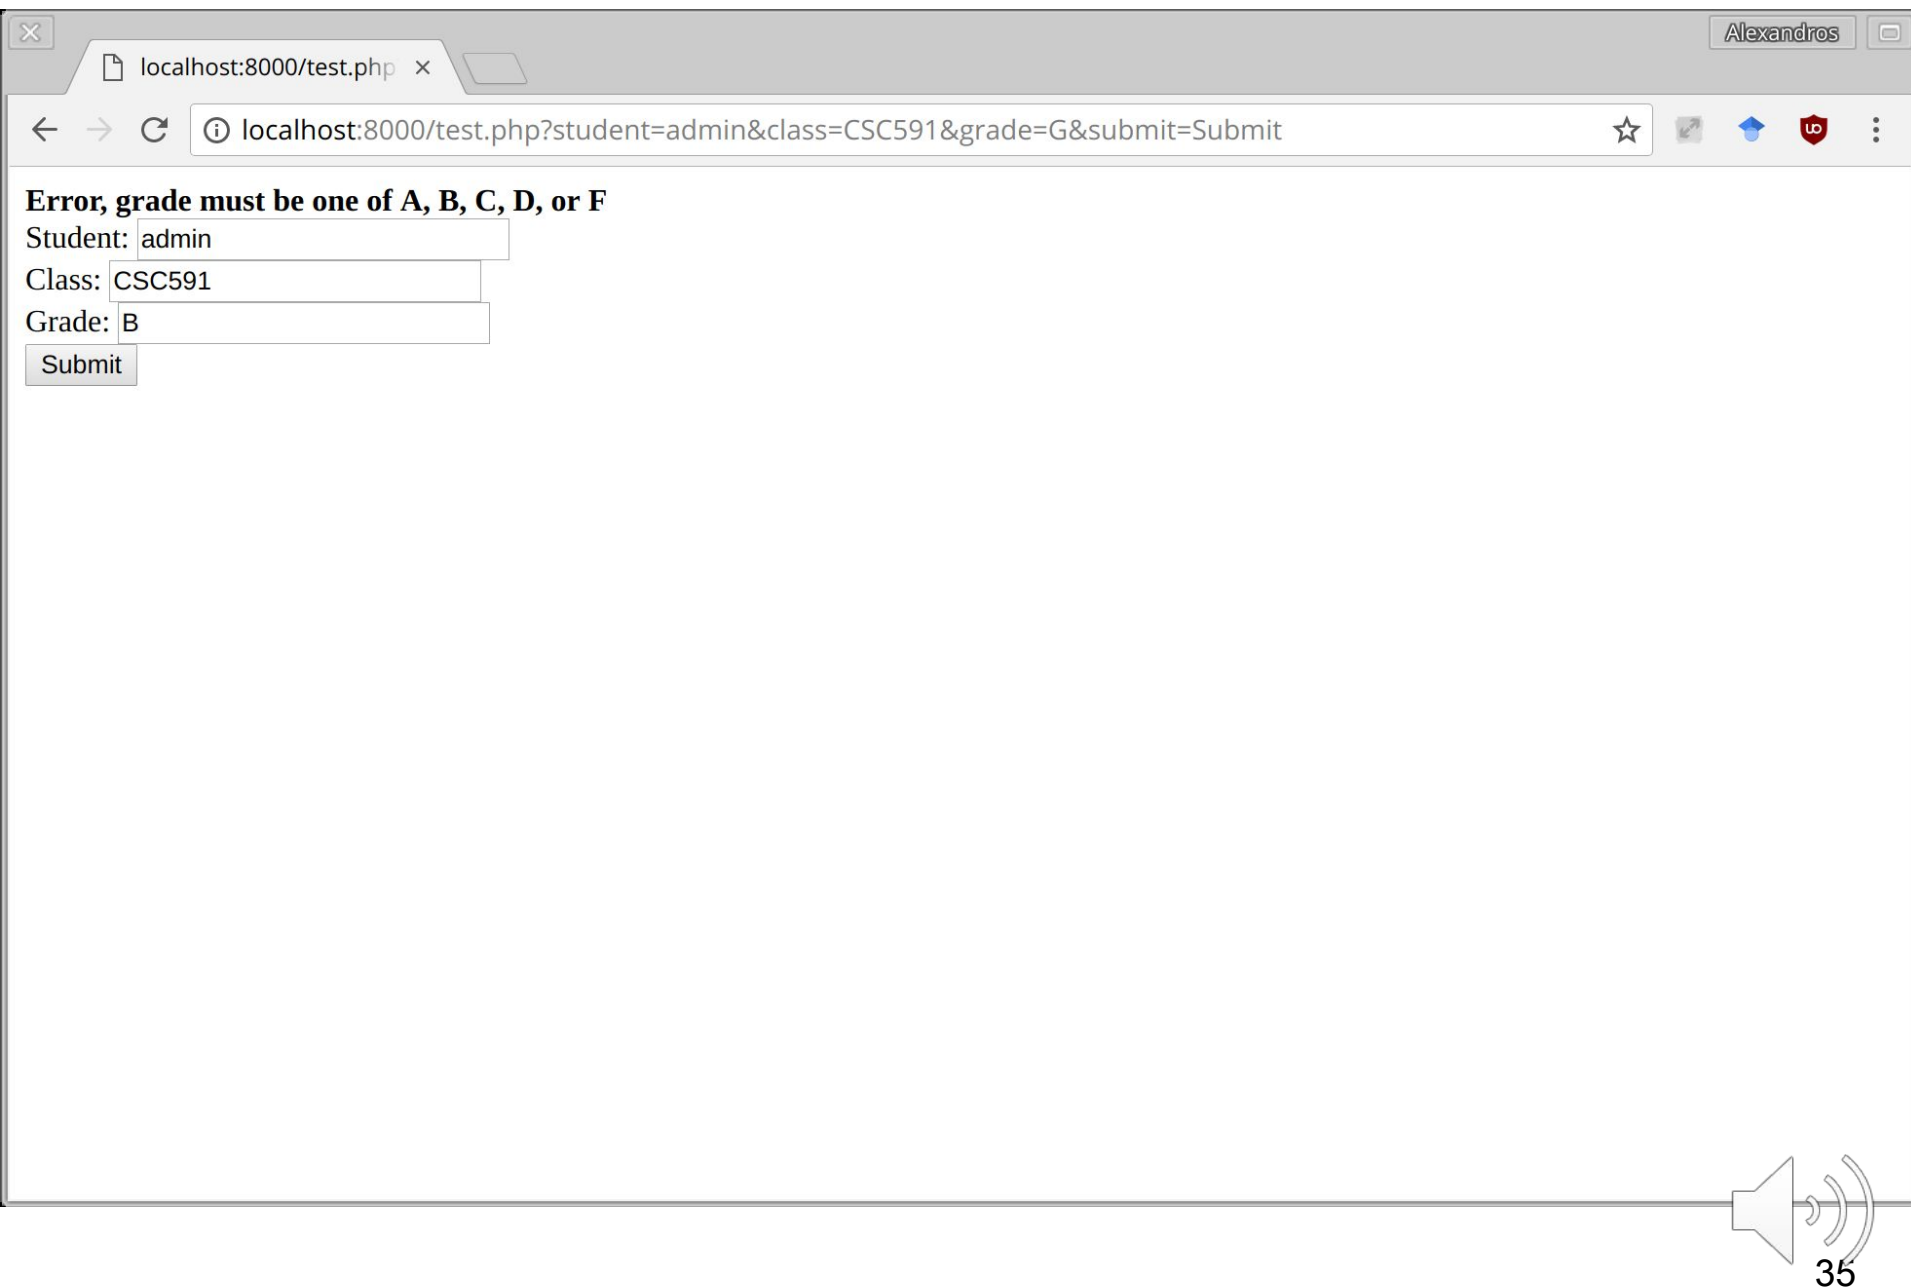 Alexandros
localhost:8000/test.php
localhost:8000/test.php?student=admin&class=CSC591&grade=G&submit=Submit
Error, grade must be one of A, B, C, D, or F
Student: admin
Class: CSC591
Grade: B
Submit
35